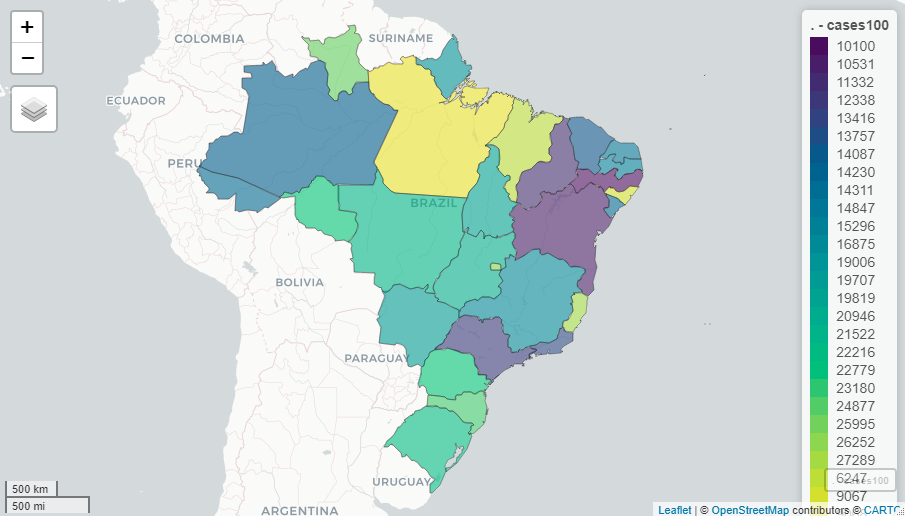 +
−
COLOMBIA
SURINAME
ECUADOR
PERU
BRAZIL
BOLIVIA
PARAGUAY
URUGUAY
ARGENTINA
. - cases100
10100
10531
11332
12338
13416
13757
14087
14230
14311
14847
15296
16875
19006
19707
19819
20946
21522
22216
22779
23180
24877
25995
26252
27289
6247
9067
. - cases100
500 km
500 mi
Leaflet | © OpenStreetMap contributors © CARTO